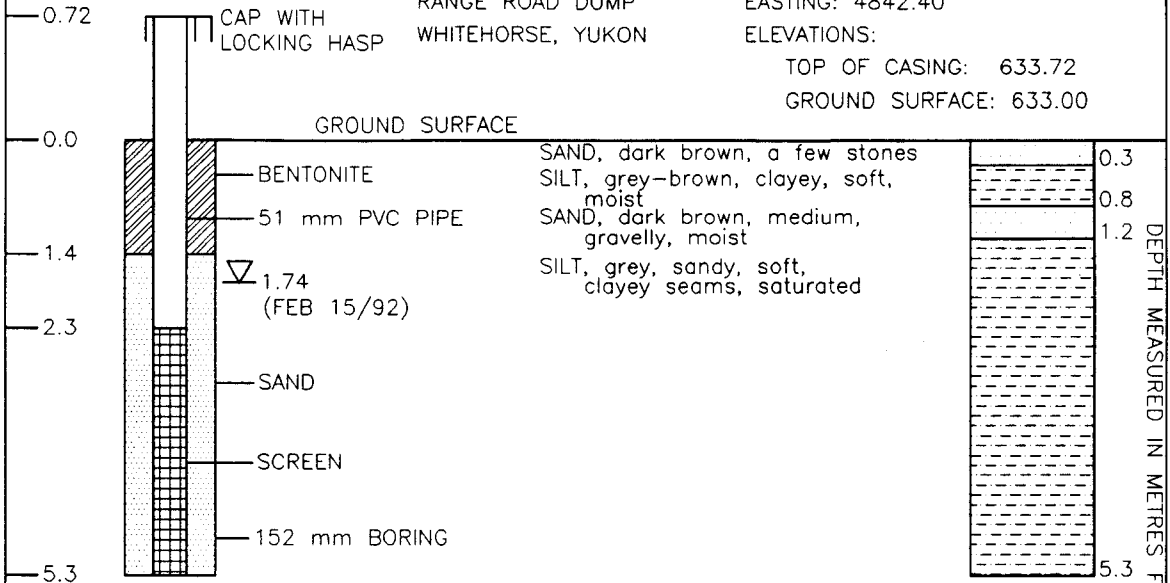 0.72
CAP WITH
LOCKING HASP
RANGE ROAD DUMP
WHITEHORSE, YUKON
EASTING: 4842.40
ELEVATIONS:
TOP OF CASING: 633.72
GROUND SURFACE: 633.00
0.0
GROUND SURFACE
BENTONITE
51 mm PVC PIPE
1.4
1.74
(FEB 15/92)
2.3
SAND
SCREEN
152 mm BORING
5.3
SAND, dark brown, a few stones
SILT, grey-brown, clayey, soft,
moist
SAND, dark brown, medium,
gravelly, moist
SILT, grey, sandy, soft,
clayey seams, saturated
0.3
0.8
1.2
5.3
DEPTH MEASURED IN METRES